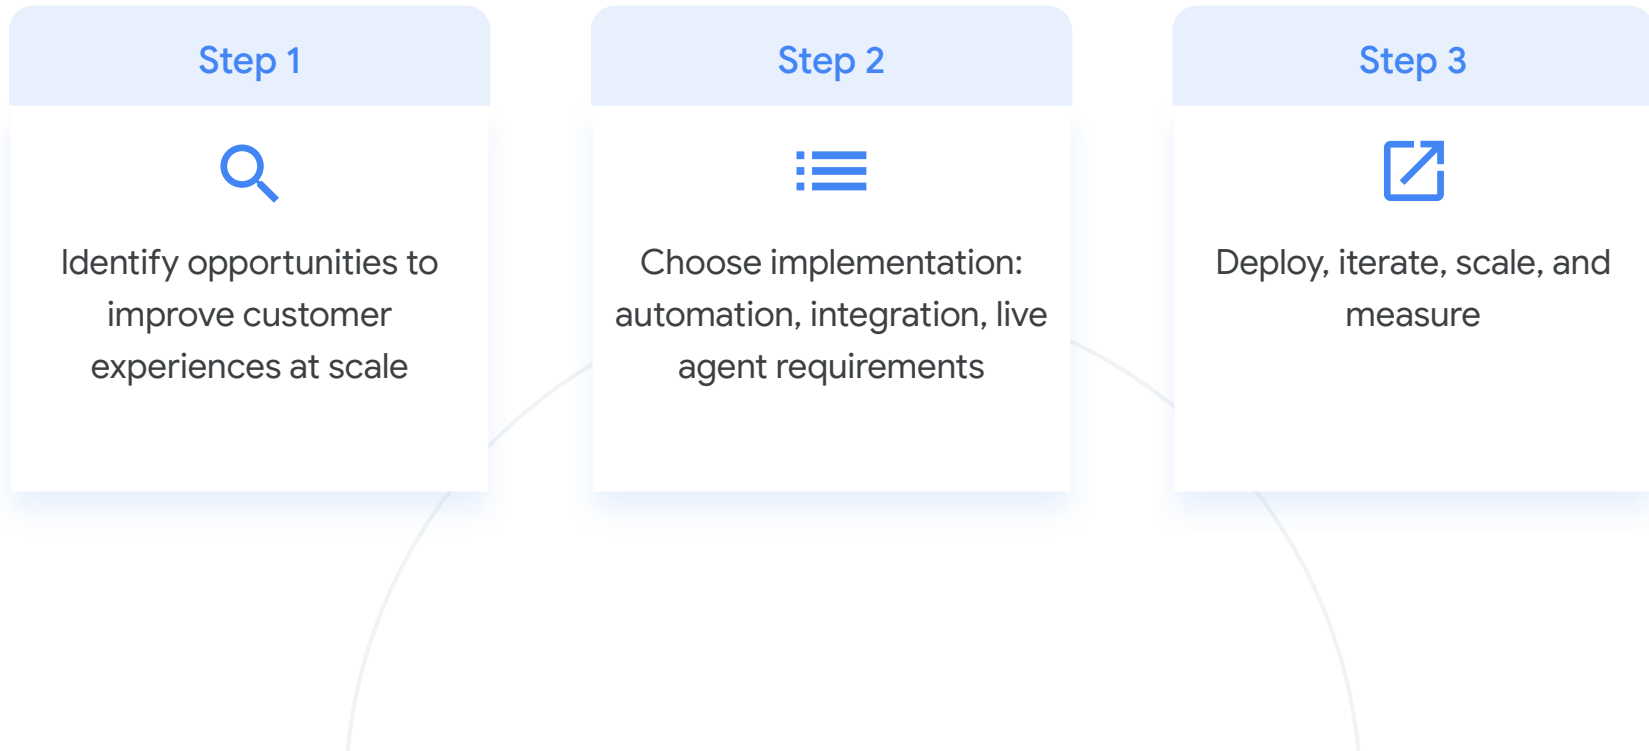 Step 1
Identify opportunities to
improve customer
experiences at scale
Step 2
Choose implementation:
automation, integration, live
agent requirements
Step 3
Deploy, iterate, scale, and
measure